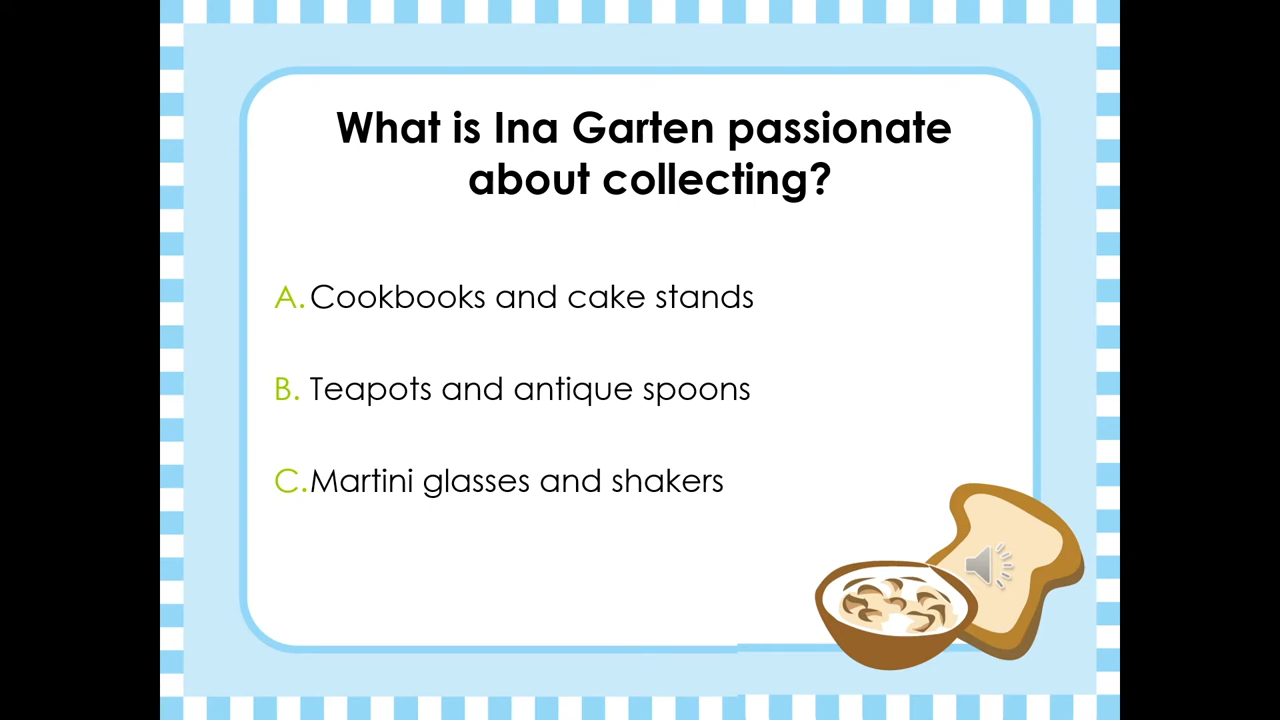 What is Ina Garten passionate
about collecting?
A. Cookbooks and cake stands
B. Teapots and antique spoons
C. Martini glasses and shakers